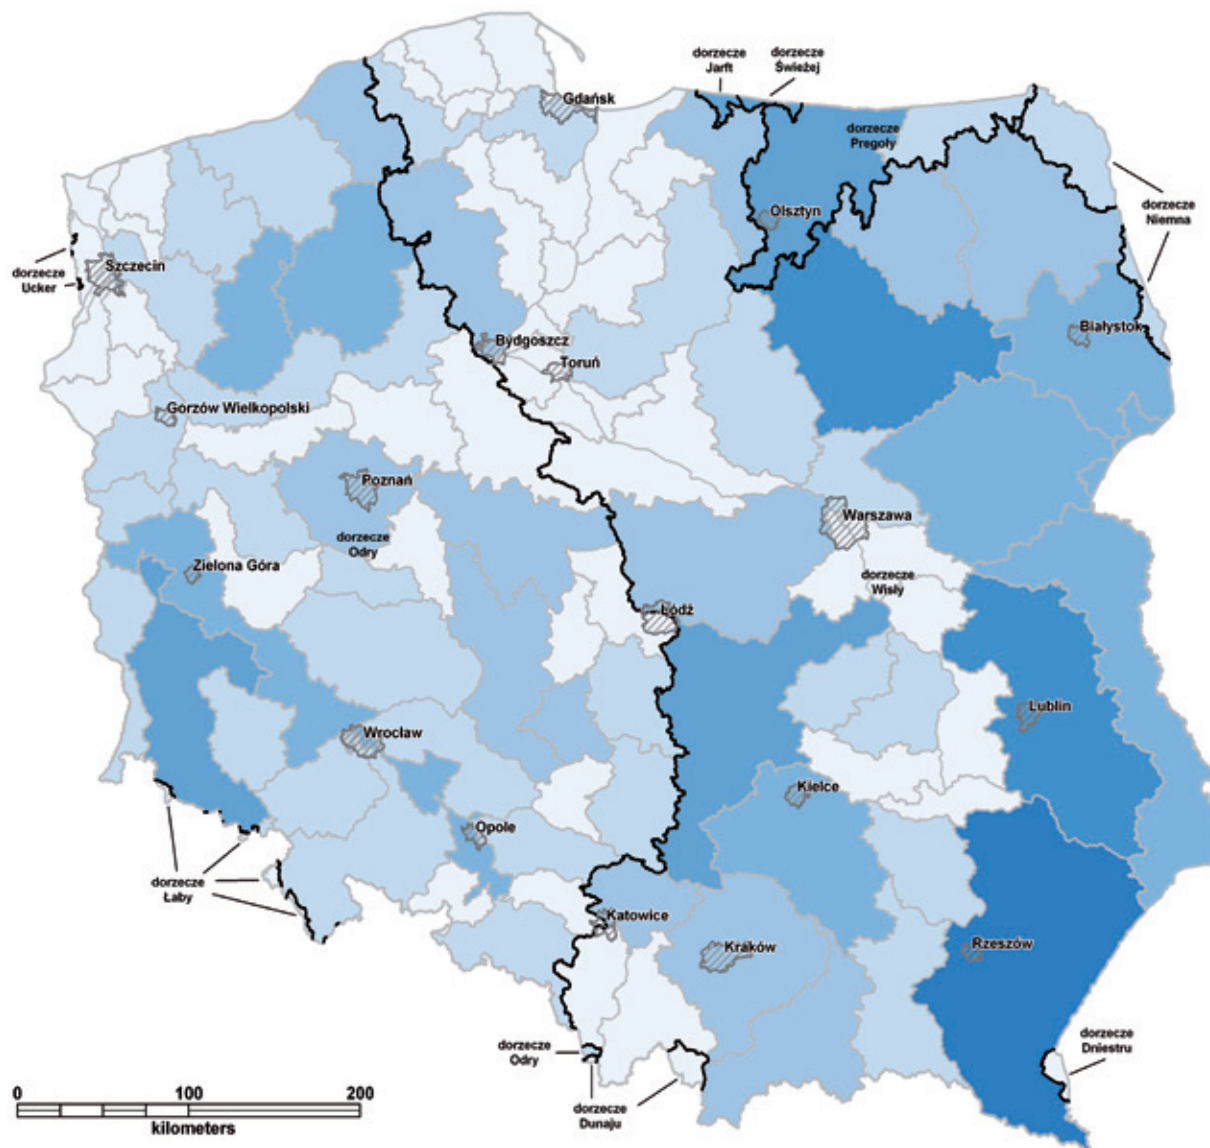 dorzecze
Jarft
dorzecze
Świeżej
Gdańsk
dorzecze
Pregoły
dorzecze
Niemna
Olsztyn
dorzecze
Ucker
Szczecin
Białystok
Bydgoszcz
Toruń
Gorzów Wielkopolski
Poznań
Warszawa
dorzecze
Odry
Zielona Góra
dorzecze
Wisły
Łódź
Lublin
Wrocław
Kielce
Opole
dorzecze
Łaby
Katowice
Kraków
Rzeszów
dorzecze
Odry
dorzecze
Dniestru
dorzecze
Dunaju
0 100 200
kilometers